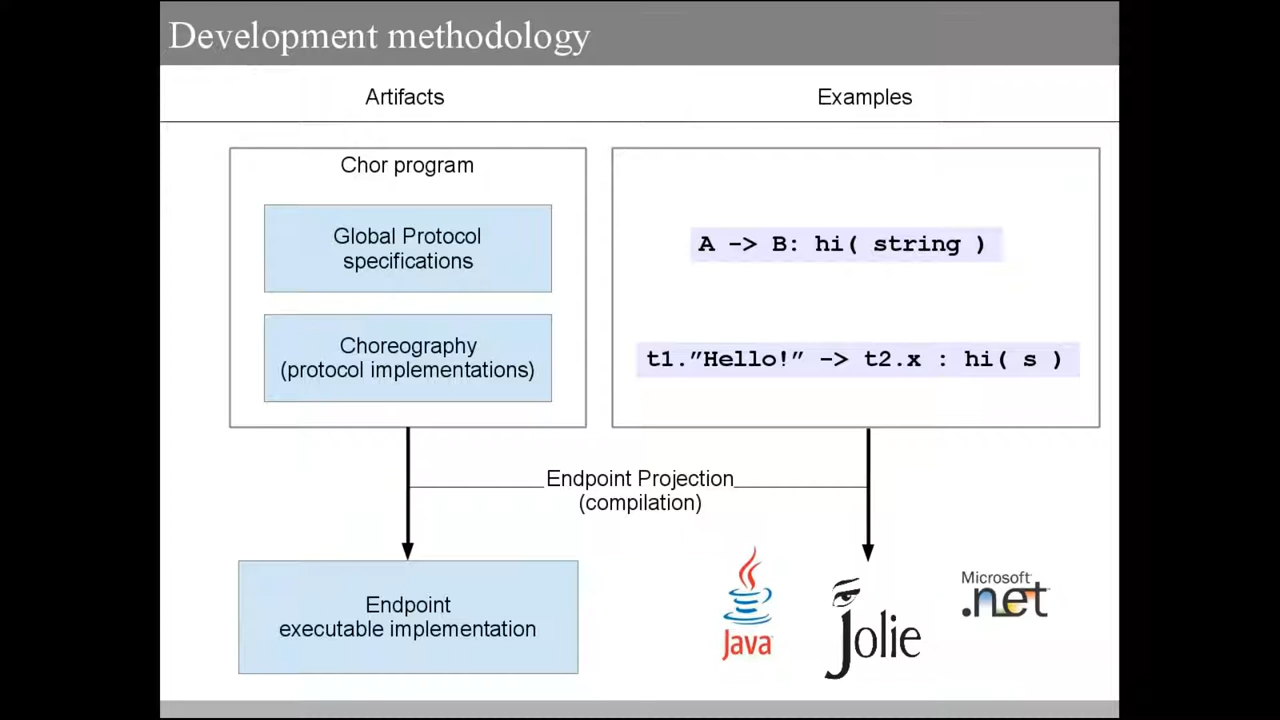 Development methodology
Artifacts
Examples
Chor program
Global Protocol
specifications
A -> B: hi( string )
Choreography
(protocol implementations)
t1.”Hello!” -> t2.x : hi( s )
Endpoint Projection
(compilation)
Endpoint
executable implementation
Java
Jolie
Microsoft
.net